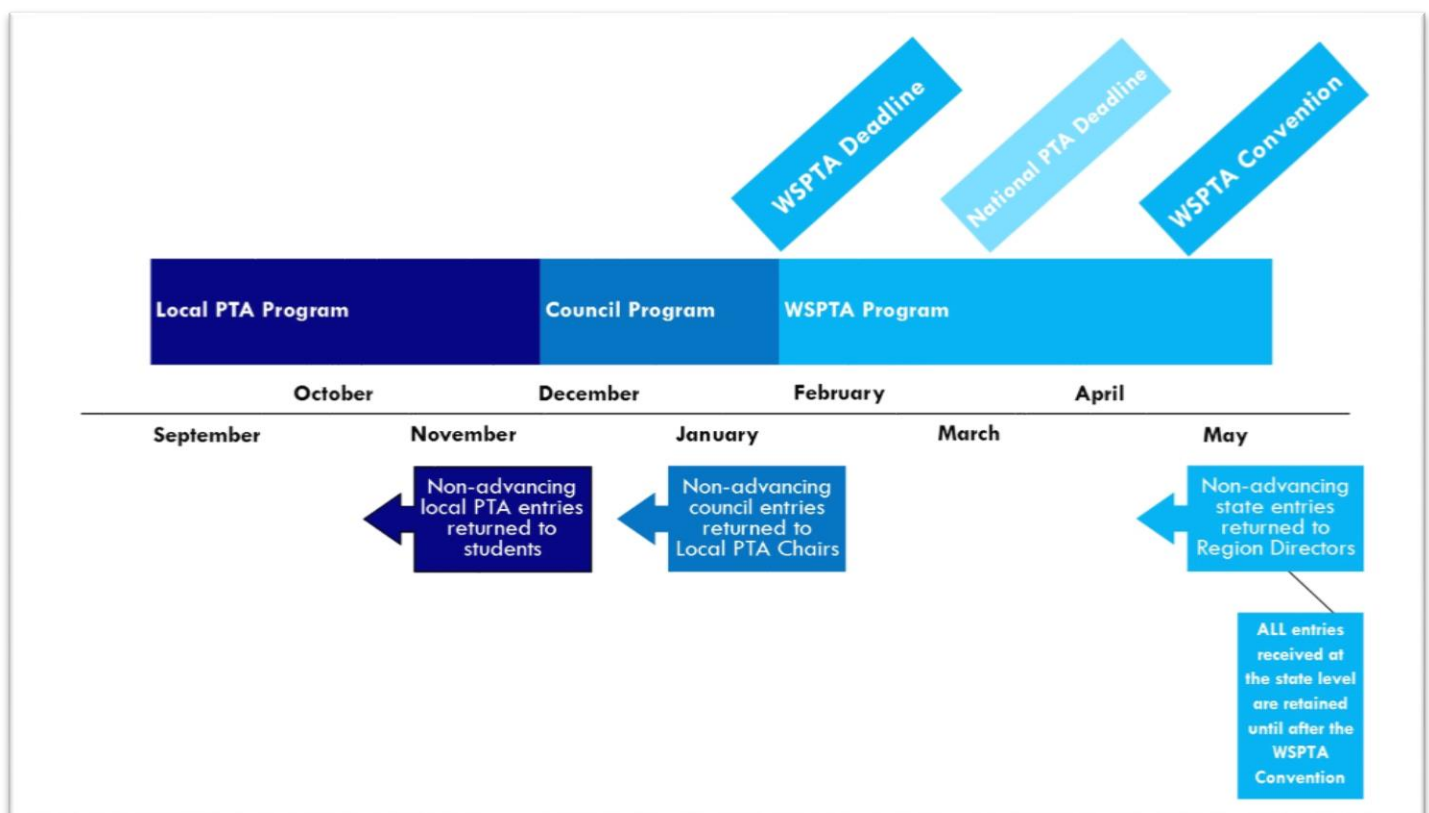 WSPTA Deadline
National PTA Deadline
WSPTA Convention
Local PTA Program
Council Program
WSPTA Program
October
December
February
April
September
November
January
March
May
Non-advancing
local PTA entries
returned to
students
Non-advancing
council entries
returned to
Local PTA Chairs
Non-advancing
state entries
returned to
Region Directors
ALL entries
received at
the state level
are retained
until after the
WSPTA
Convention